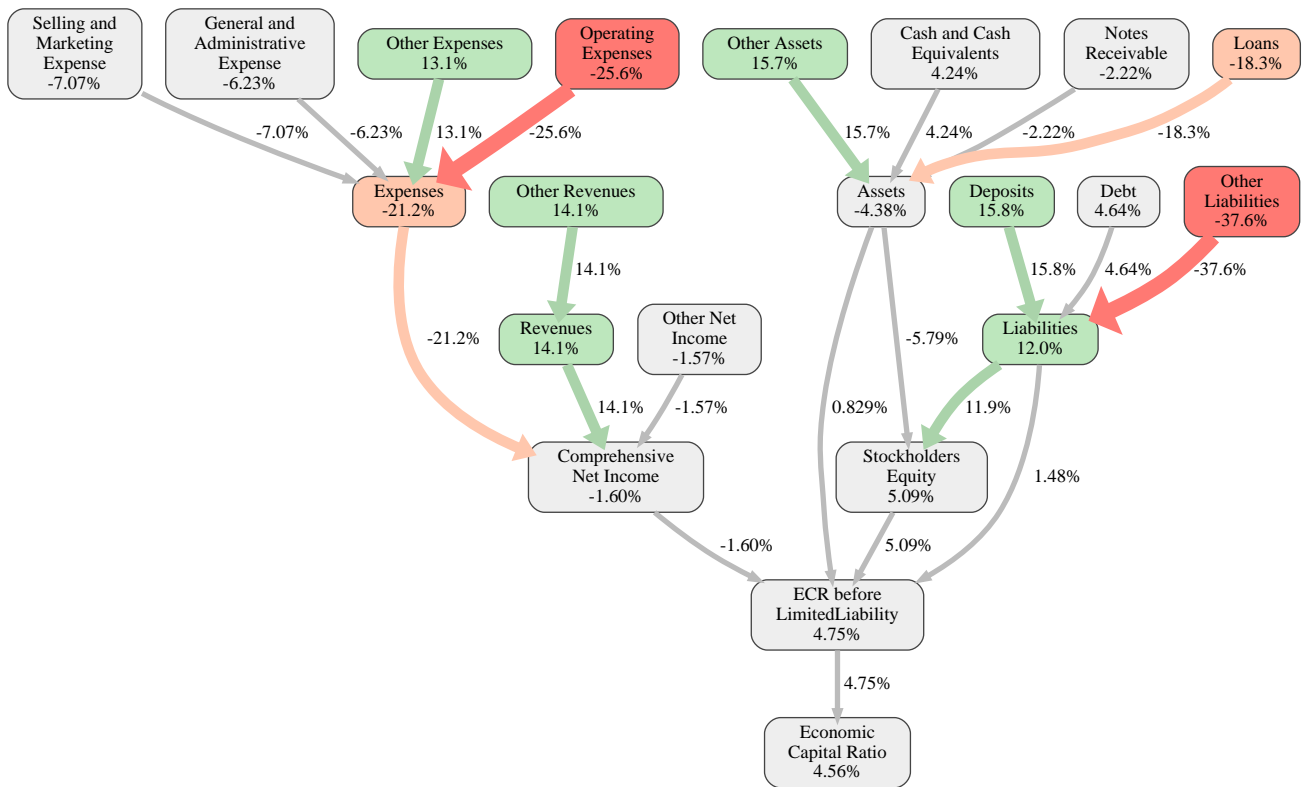 Selling and
Marketing
Expense
-7.07%
General and
Administrative
Expense
-6.23%
Other Expenses
13.1%
Operating
Expenses
-25.6%
Other Assets
15.7%
Cash and Cash
Equivalents
4.24%
Notes
Receivable
-2.22%
Loans
-18.3%
-7.07%
-6.23%
13.1%
-25.6%
15.7%
4.24%
-2.22%
-18.3%
Expenses
-21.2%
Other Revenues
14.1%
Assets
-4.38%
Deposits
15.8%
Debt
4.64%
Other
Liabilities
-37.6%
14.1%
15.8%
4.64%
-37.6%
-21.2%
Revenues
14.1%
Other Net
Income
-1.57%
-5.79%
Liabilities
12.0%
14.1%
-1.57%
0.829%
11.9%
Comprehensive
Net Income
-1.60%
Stockholders
Equity
5.09%
1.48%
-1.60%
5.09%
ECR before
LimitedLiability
4.75%
4.75%
Economic
Capital Ratio
4.56%